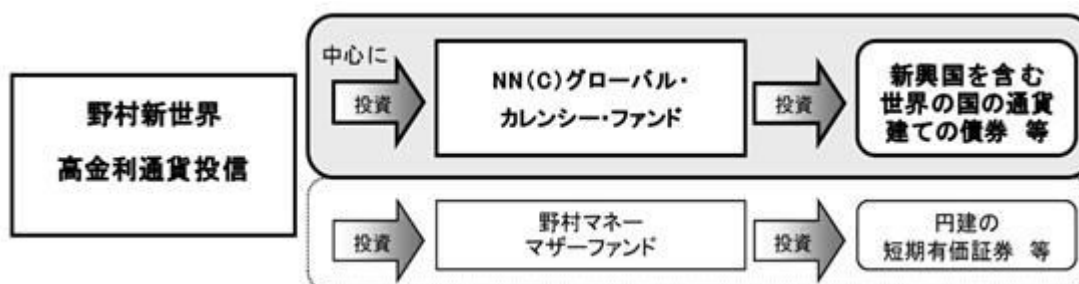 野村新世界
高金利通貨投信
中心に
投資
NN(C)グローバル・
カレンシー・ファンド
投資
新興国を含む
世界の国の通貨
建ての債券 等
投資
野村マネー
マザーファンド
投資
円建の
短期有価証券 等